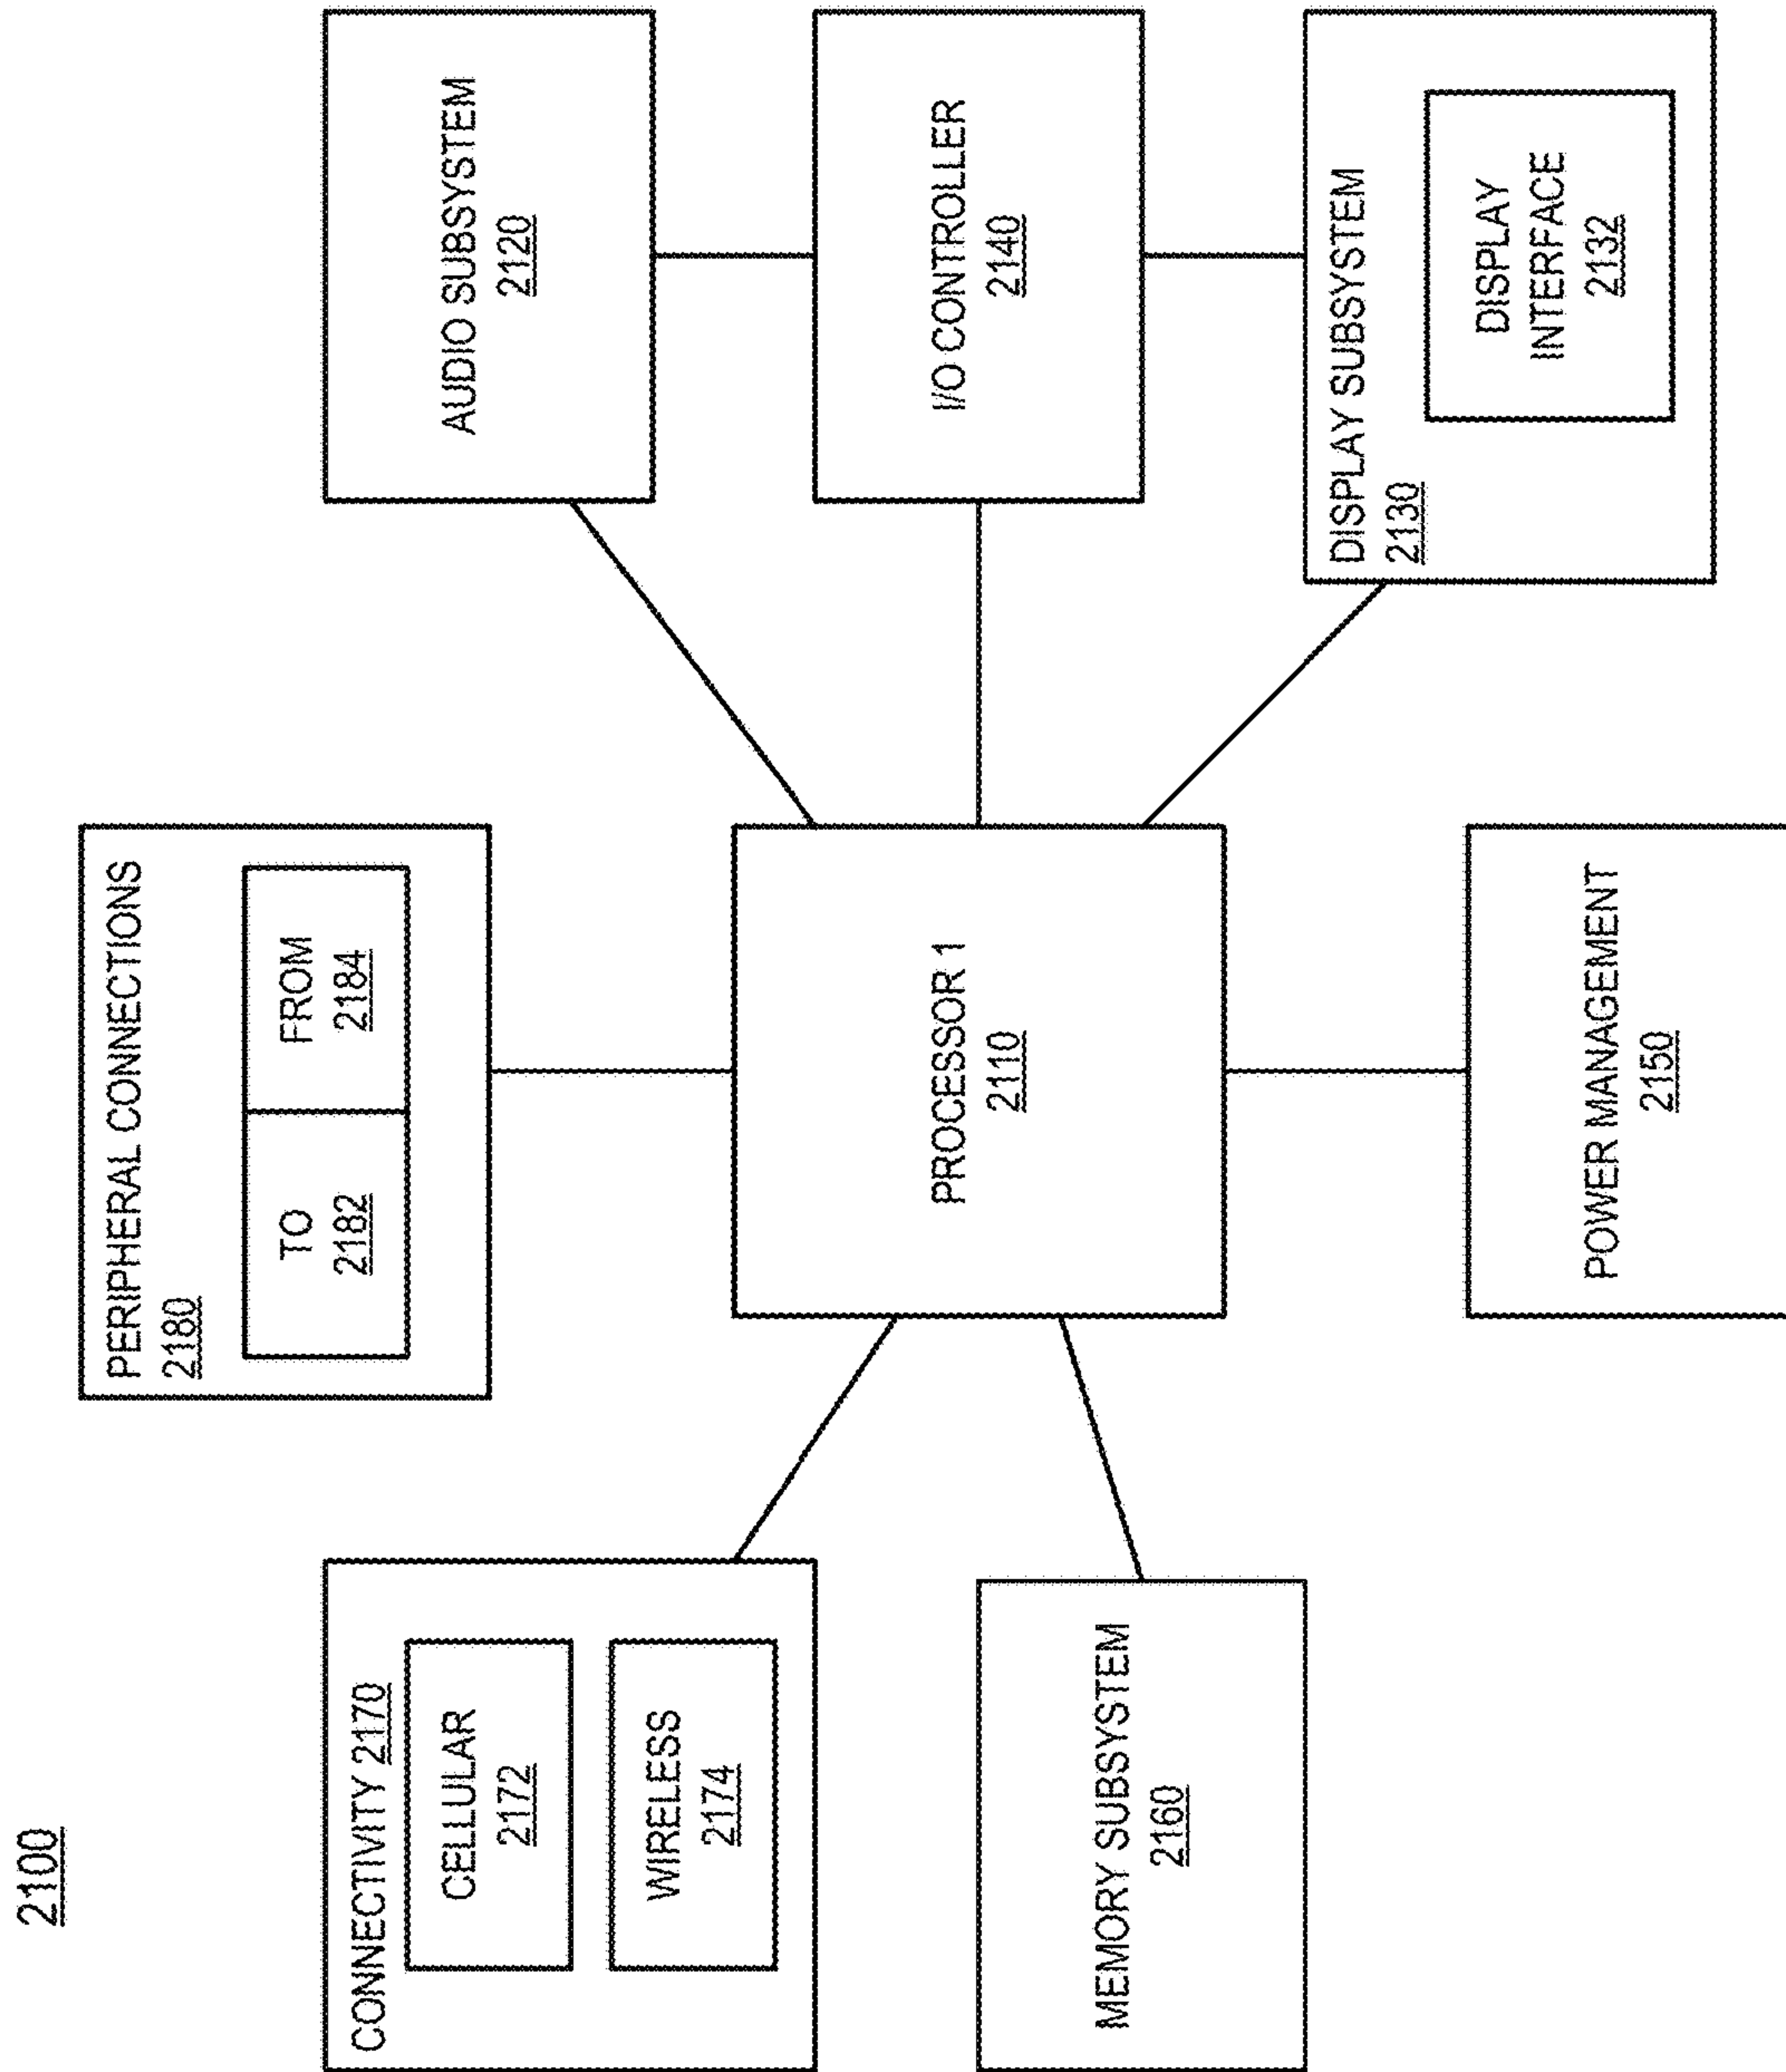 2100
CONNECTIVITY 2170
CELLULAR
2172
WIRELESS
2174
MEMORY SUBSYSTEM
2160
PERIPHERAL CONNECTIONS
2180
TO
2182
FROM
2184
PROCESSOR 1
2110
POWER MANAGEMENT
2150
AUDIO SUBSYSTEM
2120
I/O CONTROLLER
2140
DISPLAY SUBSYSTEM
2130
DISPLAY
INTERFACE
2132